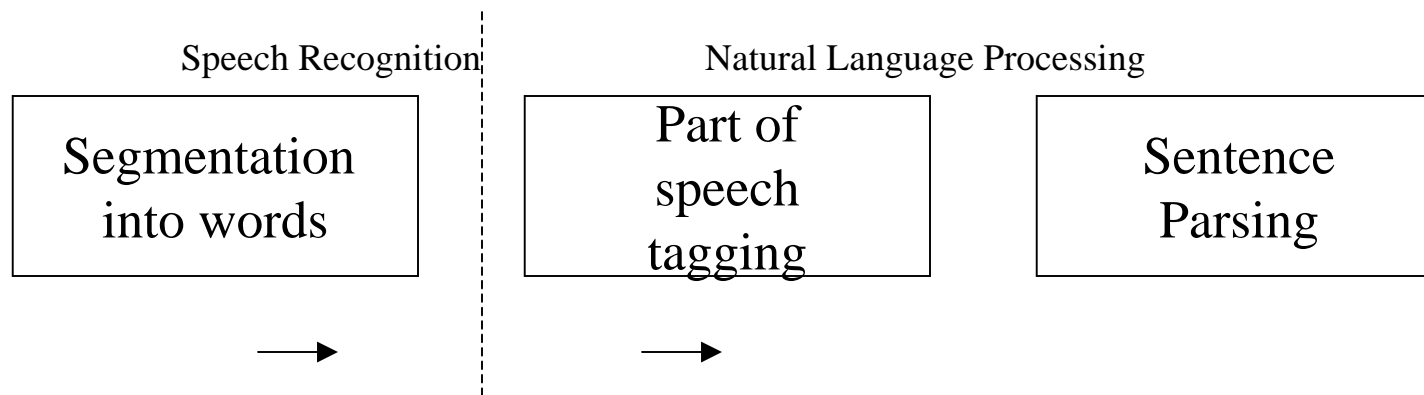 Speech Recognition
Natural Language Processing
Segmentation
into words
Part of
speech
tagging
Sentence
Parsing